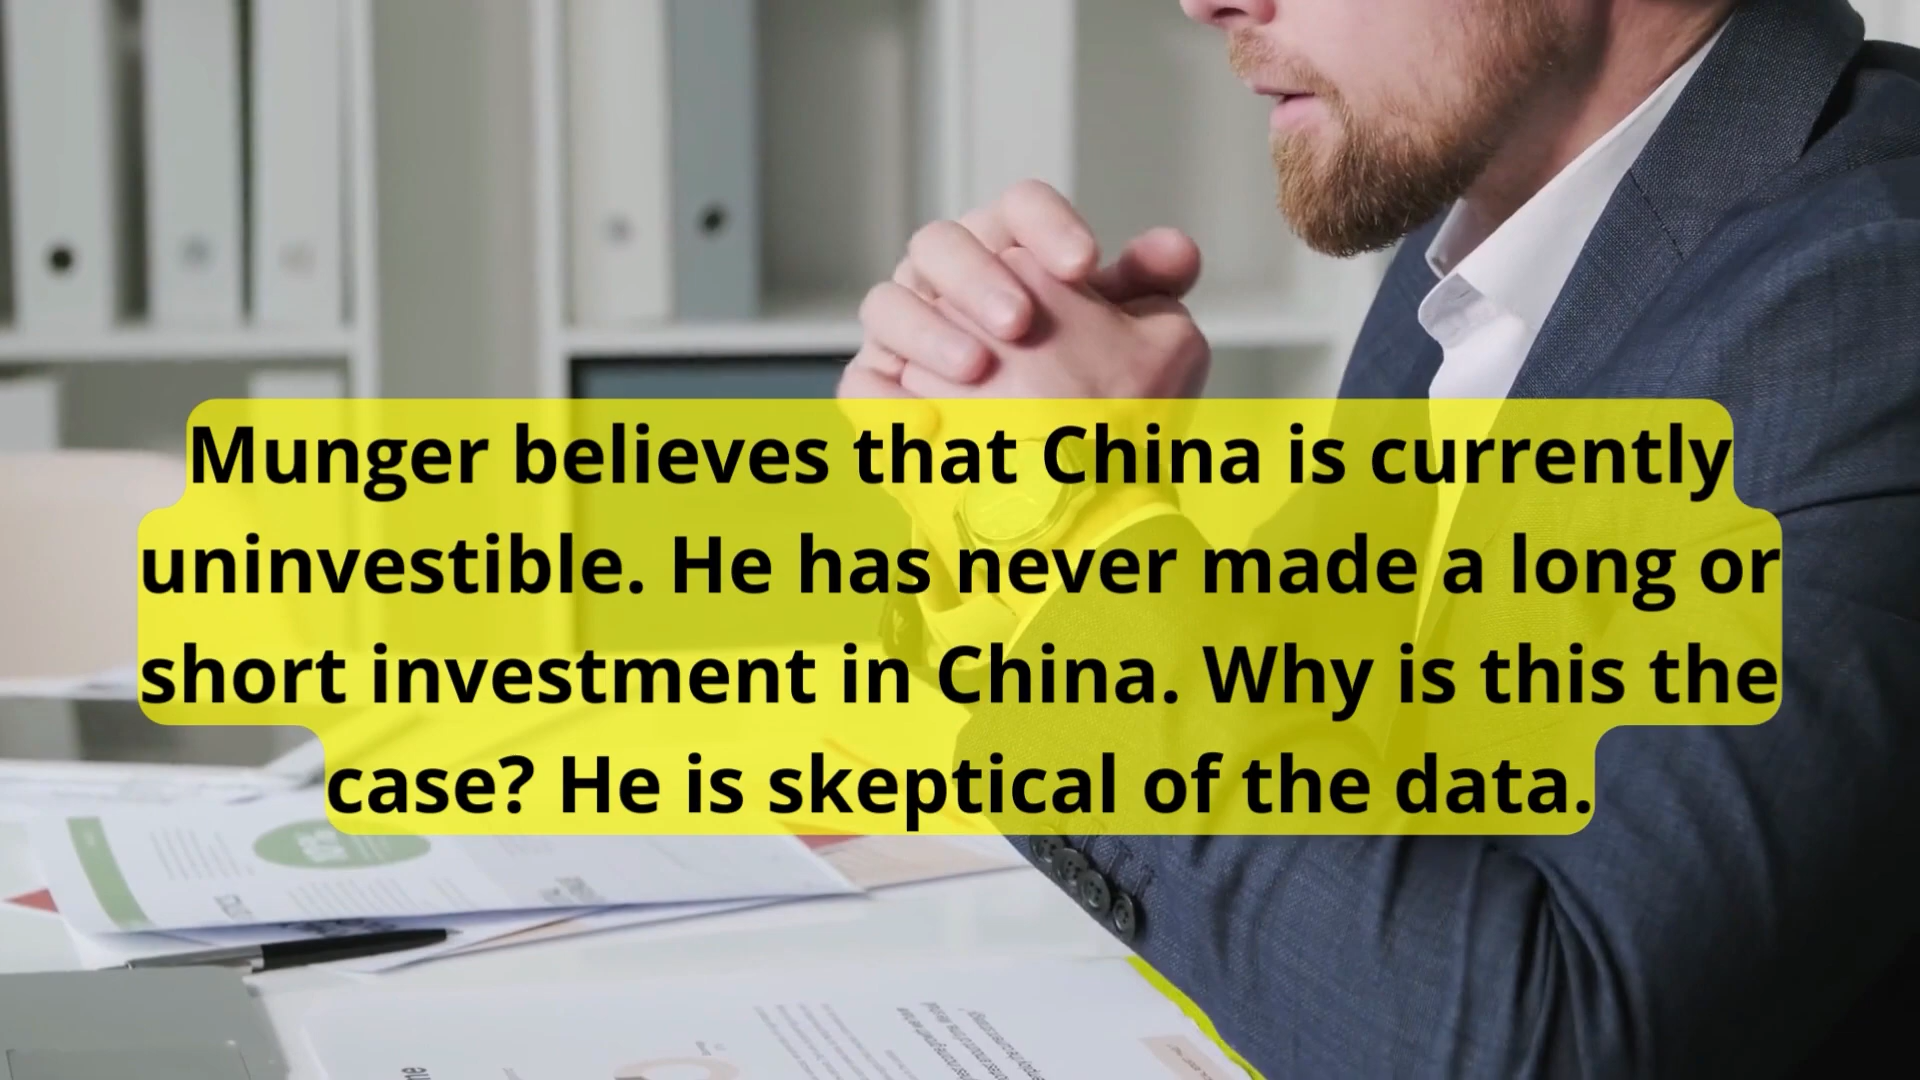 Munger believes that China is currently
uninvestible. He has never made a long or
short investment in China. Why is this the
case? He is skeptical of the data.